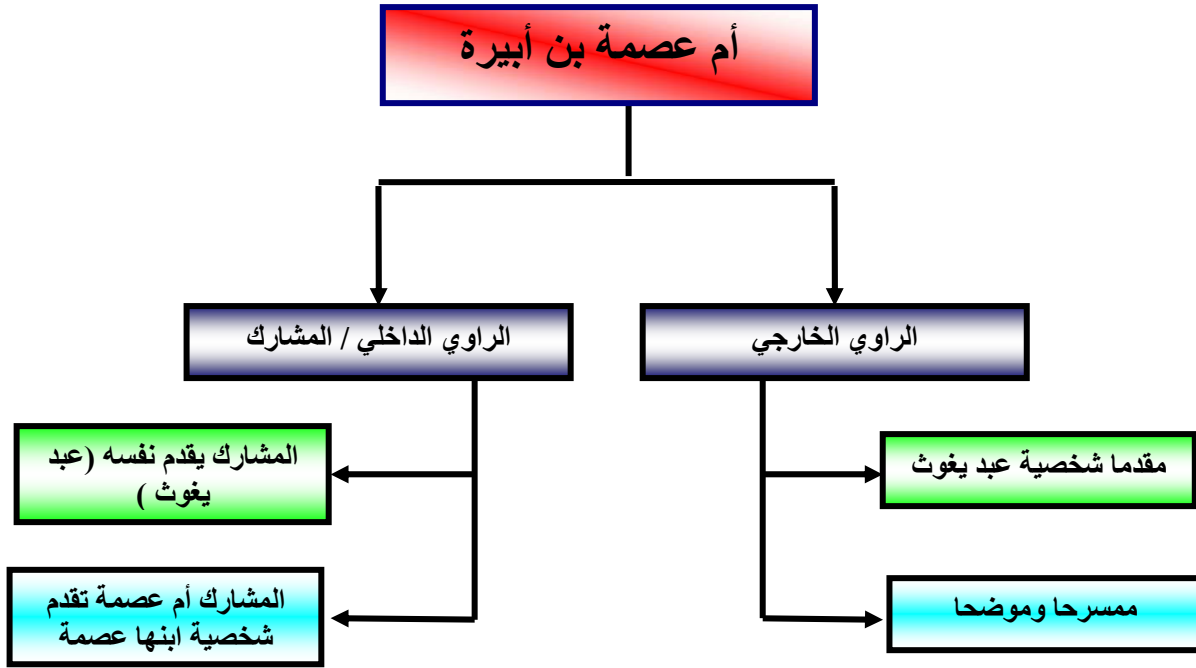 أم عصمة بن أبيرة
الراوي الخارجي
الراوي الداخلي / المشارك
مقدما شخصية عبد يغوث
المشارك يقدم نفسه (عبد
يغوث )
ممسرحا وموضحا
المشارك أم عصمة تقدم
شخصية ابنها عصمة